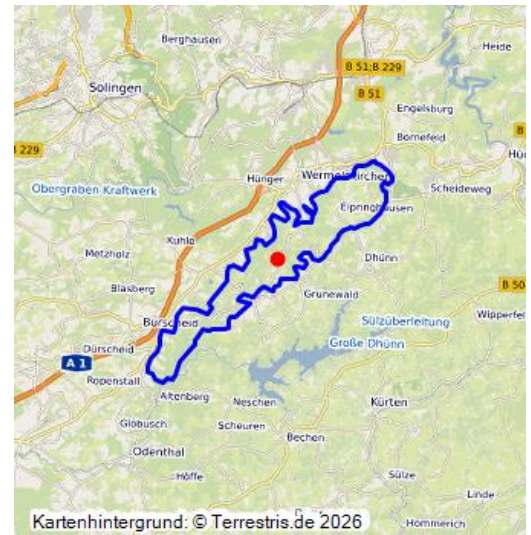 Berghausen
Heide
B 51;B 229
Solingen
B 51
Engelsburg
Bornefeld
B
229
Hünger
Wermelskirchen
Hü
Scheideweg
Obergraben Kraftwerk
Eipringhausen
Kuhle
Metzholz
Dhünn
Blasberg
Grunewald
B 50
Burscheid
Sülzüberleitung
Wipperfe
Große Dhünn
Dürscheid
A 1
Ropenstall
Altenberg
Neschen
Kürten
Globusch
Scheuren
Bechen
Odenthal
Höffe
Sülze
Linde
Kartenhintergrund: © Terrestris.de 2026
Hommerich